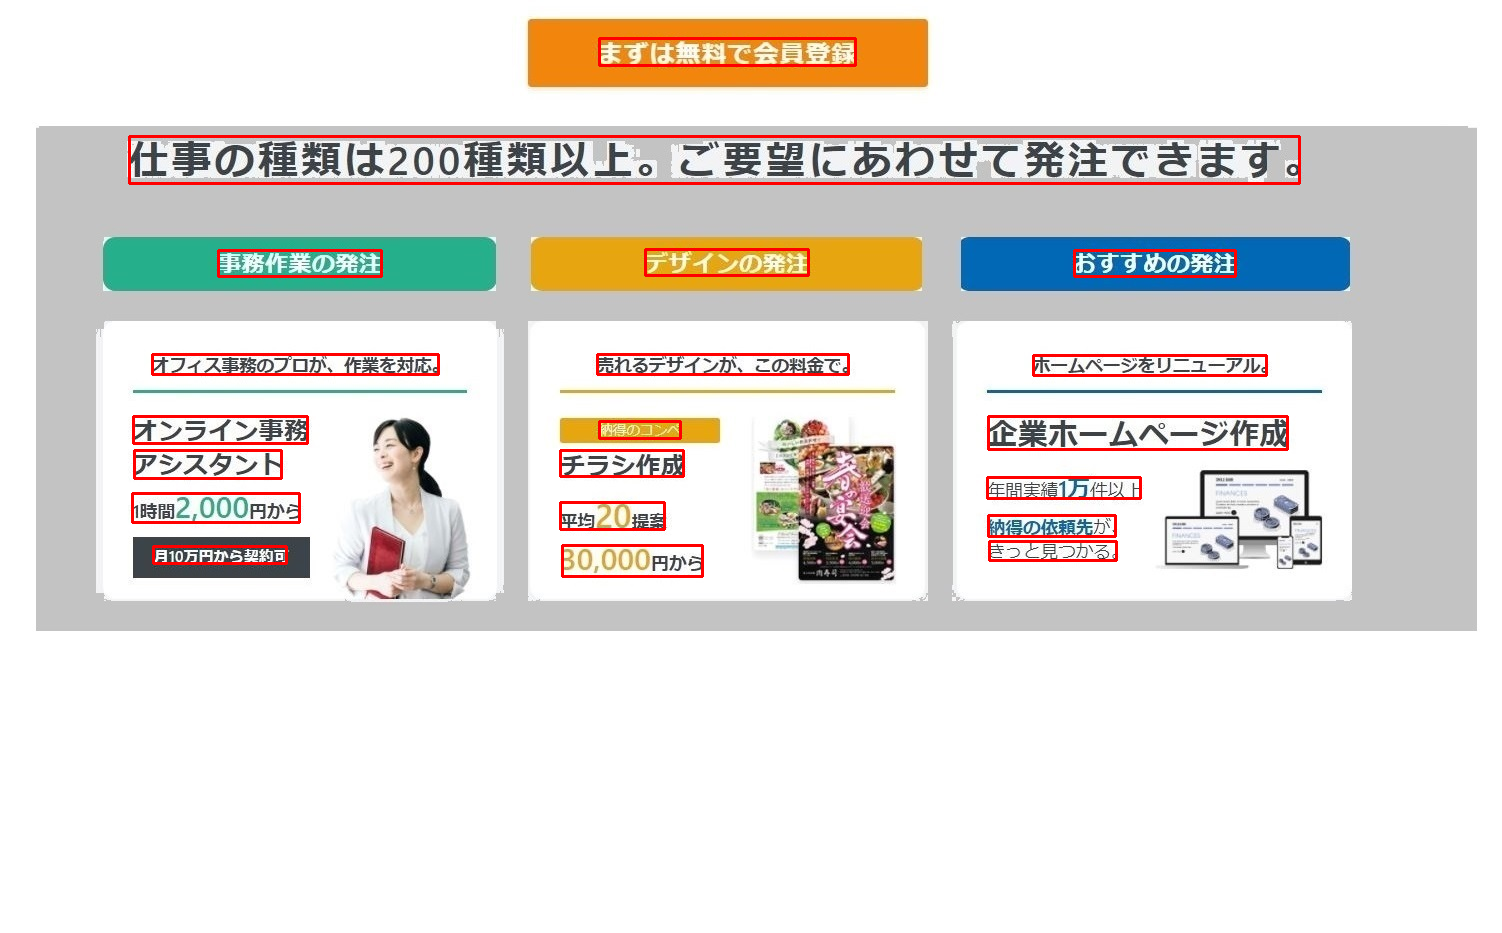 まずは無料で会員登録
仕事の種類は200種類以上。ご要望にあわせて発注できます。
事務作業の発注
デザインの発注
おすすめの発注
オフィス事務のプロが、作業を対応。
オンライン事務
アシスタント
1時間2,000円から
月10万円から契約可
売れるデザインが、この料金で。
納得のコンペ
チラシ作成
平均20提案
30,000円から
春の宴会
ホームページをリニューアル。
企業ホームページ作成
年間実績1万件以上
納得の依頼先が、
きっと見つかる。
FINANCES
FINANCES